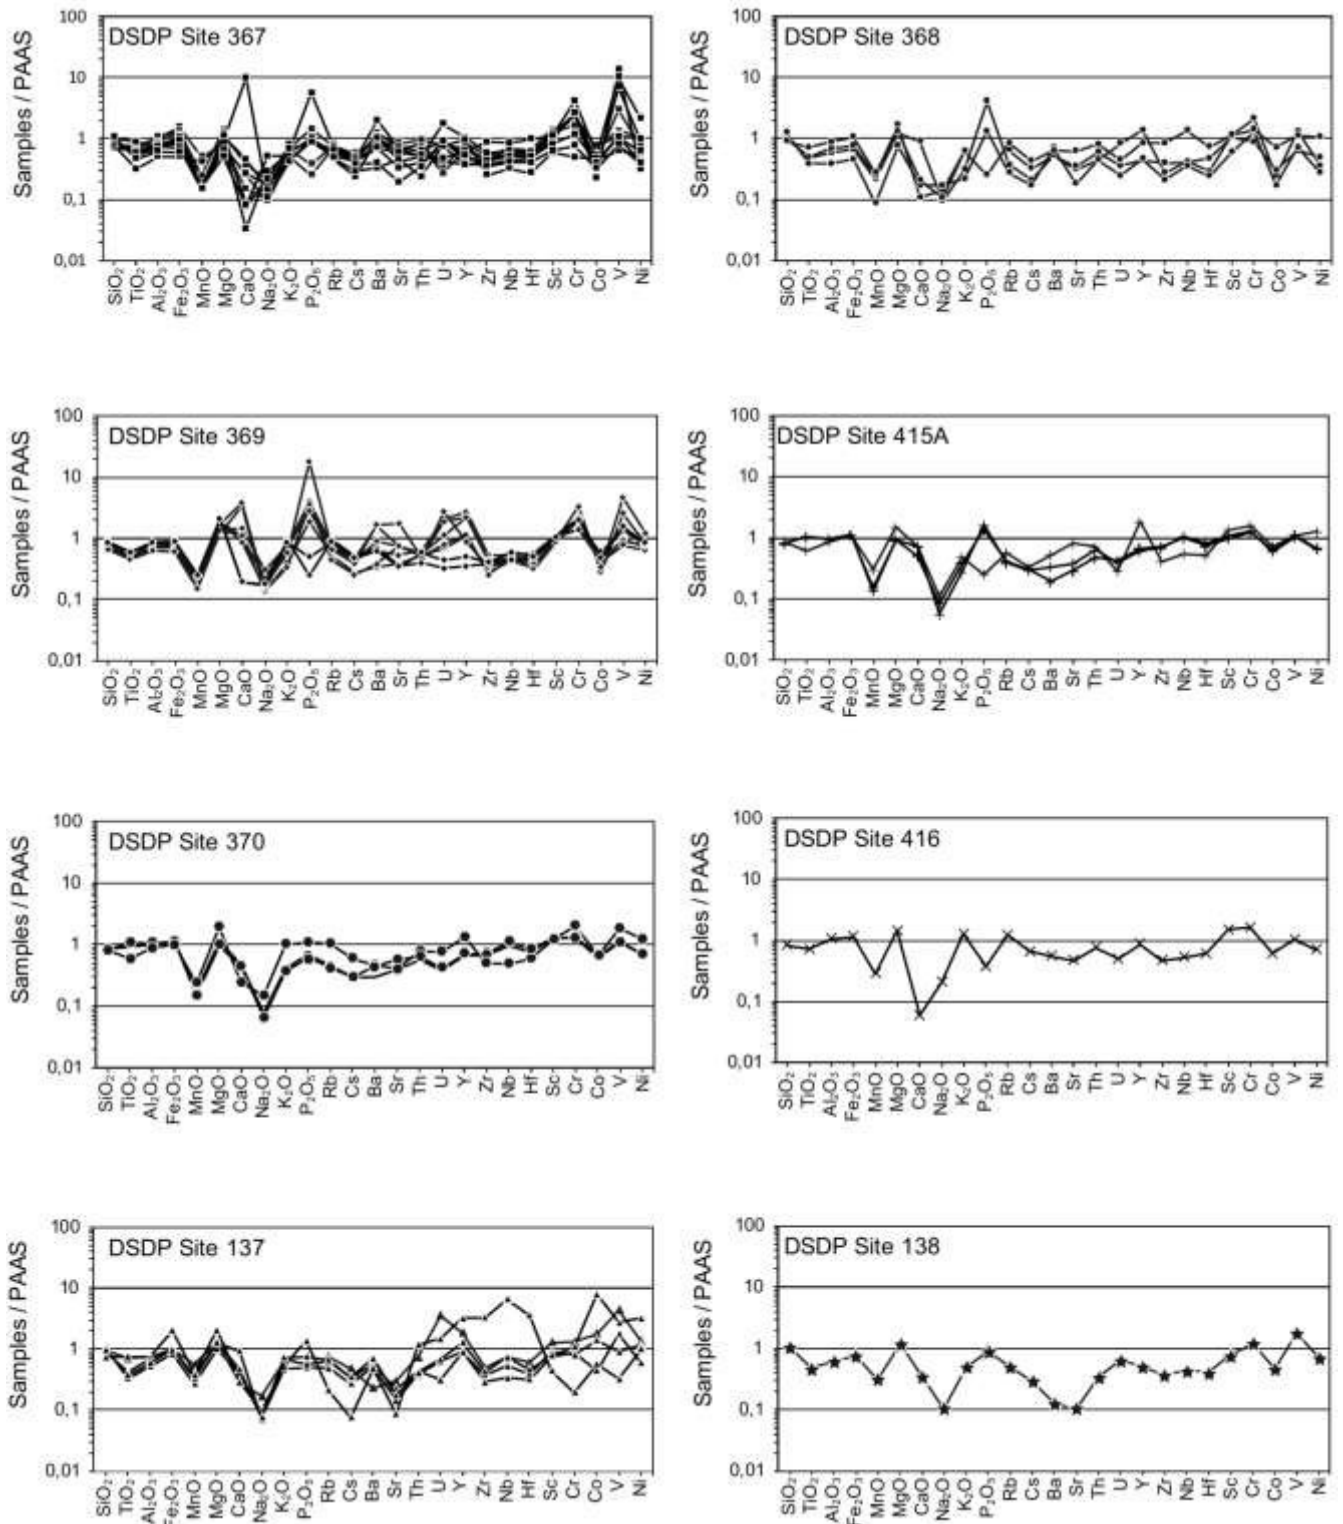 DSDP Site 367
Samples / PAAS
100
10
1
0,1
0,01
SiO₂ TiO₂ Al₂O₃ Fe₂O₃ MnO MgO CaO Na₂O K₂O P₂O₅ Rb Cs Ba Sr Th U Y Zr Nb Hf Sc Cr Co V Ni
DSDP Site 368
Samples / PAAS
100
10
1
0,1
0,01
SiO₂ TiO₂ Al₂O₃ Fe₂O₃ MnO MgO CaO Na₂O K₂O P₂O₅ Rb Cs Ba Sr Th U Y Zr Nb Hf Sc Cr Co V Ni
DSDP Site 369
Samples / PAAS
100
10
1
0,1
0,01
SiO₂ TiO₂ Al₂O₃ Fe₂O₃ MnO MgO CaO Na₂O K₂O P₂O₅ Rb Cs Ba Sr Th U Y Zr Nb Hf Sc Co Cr V Ni
DSDP Site 415A
Samples / PAAS
100
10
1
0,1
0,01
SiO₂ TiO₂ Al₂O₃ Fe₂O₃ MnO MgO CaO Na₂O K₂O P₂O₅ Rb Cs Ba Sr Th U Y Zr Nb Hf Sc Cr Co V Ni
DSDP Site 370
Samples / PAAS
100
10
1
0,1
0,01
SiO₂ TiO₂ Al₂O₃ Fe₂O₃ MnO MgO CaO Na₂O K₂O P₂O₅ Rb Cs Ba Sr Th U Y Zr Nb Hf Sc Cr Co V Ni
DSDP Site 416
Samples / PAAS
100
10
1
0,1
0,01
SiO₂ TiO₂ Al₂O₃ Fe₂O₃ MnO MgO CaO Na₂O K₂O P₂O₅ Rb Cs Ba Sr Th U Y Zr Nb Hf Sc Cr Co V Ni
DSDP Site 137
Samples / PAAS
100
10
1
0,1
0,01
SiO₂ TiO₂ Al₂O₃ Fe₂O₃ MnO MgO CaO Na₂O K₂O P₂O₅ Rb Cs Ba Sr Th U Y Zr Nb Hf Sc Cr Co V Ni
DSDP Site 138
Samples / PAAS
100
10
1
0,1
0,01
SiO₂ TiO₂ Al₂O₃ Fe₂O₃ MnO MgO CaO Na₂O K₂O P₂O₅ Rb Cs Ba Sr Th U Y Zr Nb Hf Sc Cr Co V Ni